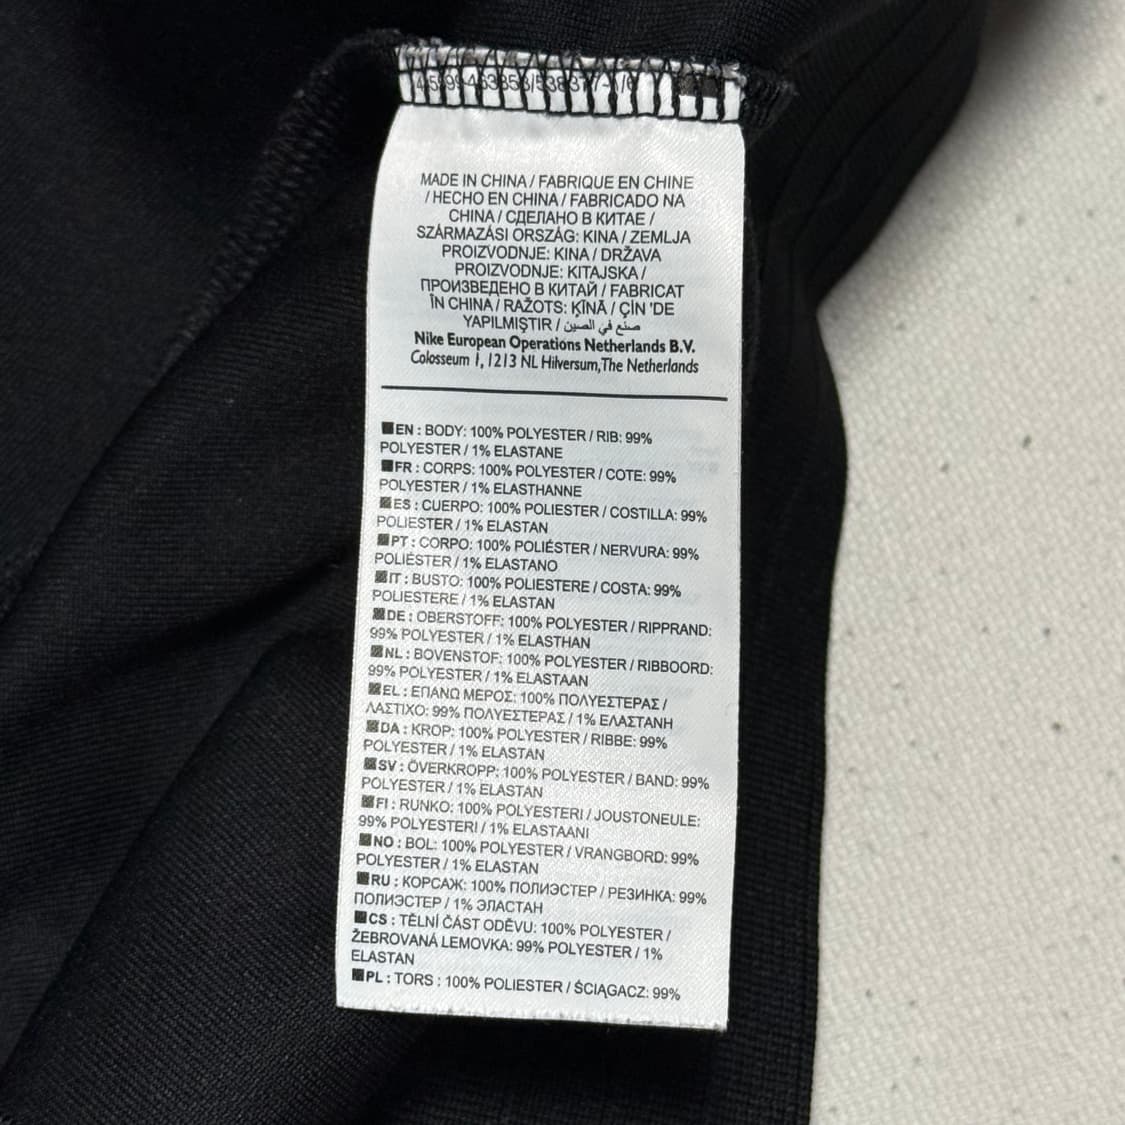 MADE IN CHINA / FABRIQUE EN CHINE
/ HECHO EN CHINA / FABRICADO NA
CHINA / СДЕЛАНО В КИТАЕ /
SZÁRMAZÁSI ORSZÁG: KINA / ZEMLJA
PROIZVODNJE: KINA / DRŽAVA
PROIZVODNJE: KITAJSKA /
ПРОИЗВЕДЕНО В КИТАЙ / FABRICAT
ÎN CHINA / RAŽOTS: ĶĪNĀ / ÇİN 'DE
YAPILMIŞTIR / صنع في الصين
Nike European Operations Netherlands B.V.
Colosseum 1, 1213 NL Hilversum, The Netherlands
EN : BODY: 100% POLYESTER / RIB: 99%
POLYESTER / 1% ELASTANE
FR : CORPS: 100% POLYESTER / COTE: 99%
POLYESTER / 1% ELASTHANNE
ES : CUERPO: 100% POLIESTER / COSTILLA: 99%
POLIESTER / 1% ELASTAN
PT : CORPO: 100% POLIÉSTER / NERVURA: 99%
POLIÉSTER / 1% ELASTANO
IT : BUSTO: 100% POLIESTERE / COSTA: 99%
POLIESTERE / 1% ELASTAN
DE : OBERSTOFF: 100% POLYESTER / RIPPRAND:
99% POLYESTER / 1% ELASTHAN
NL : BOVENSTOF: 100% POLYESTER / RIBBOORD:
99% POLYESTER / 1% ELASTAAN
EL : ΕΠΑΝΩ ΜΕΡΟΣ: 100% ΠΟΛΥΕΣΤΕΡΑΣ /
ΛΑΣΤΙΧΟ: 99% ΠΟΛΥΕΣΤΕΡΑΣ / 1% ΕΛΑΣΤΑΝΗ
DA : KROP: 100% POLYESTER / RIBBE: 99%
POLYESTER / 1% ELASTAN
SV : ÖVERKROPP: 100% POLYESTER / BAND: 99%
POLYESTER / 1% ELASTAN
FI : RUNKO: 100% POLYESTERI / JOUSTONEULE:
99% POLYESTERI / 1% ELASTAANI
NO : BOL: 100% POLYESTER / VRANGBORD: 99%
POLYESTER / 1% ELASTAN
RU : КОРСАЖ: 100% ПОЛИЭСТЕР / РЕЗИНКА: 99%
ПОЛИЭСТЕР / 1% ЭЛАСТАН
CS : TĚLNÍ ČÁST ODĚVU: 100% POLYESTER /
ŽEBROVANÁ LEMOVKA: 99% POLYESTER / 1%
ELASTAN
PL : TORS : 100% POLIESTER / ŚCIĄGACZ: 99%